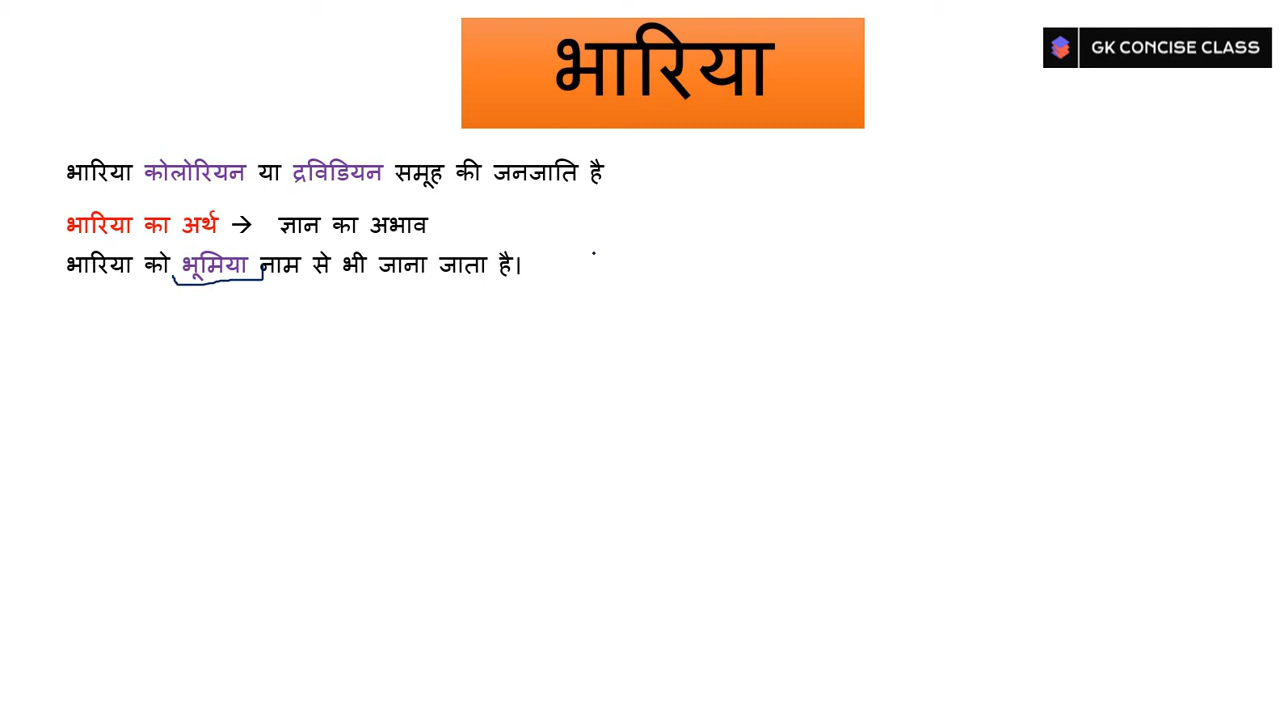 भारिया
GK CONCISE CLASS
भारिया कोलोरियन या द्रविडियन समूह की जनजाति है
भारिया का अर्थ → ज्ञान का अभाव
भारिया को भूमिया नाम से भी जाना जाता है।